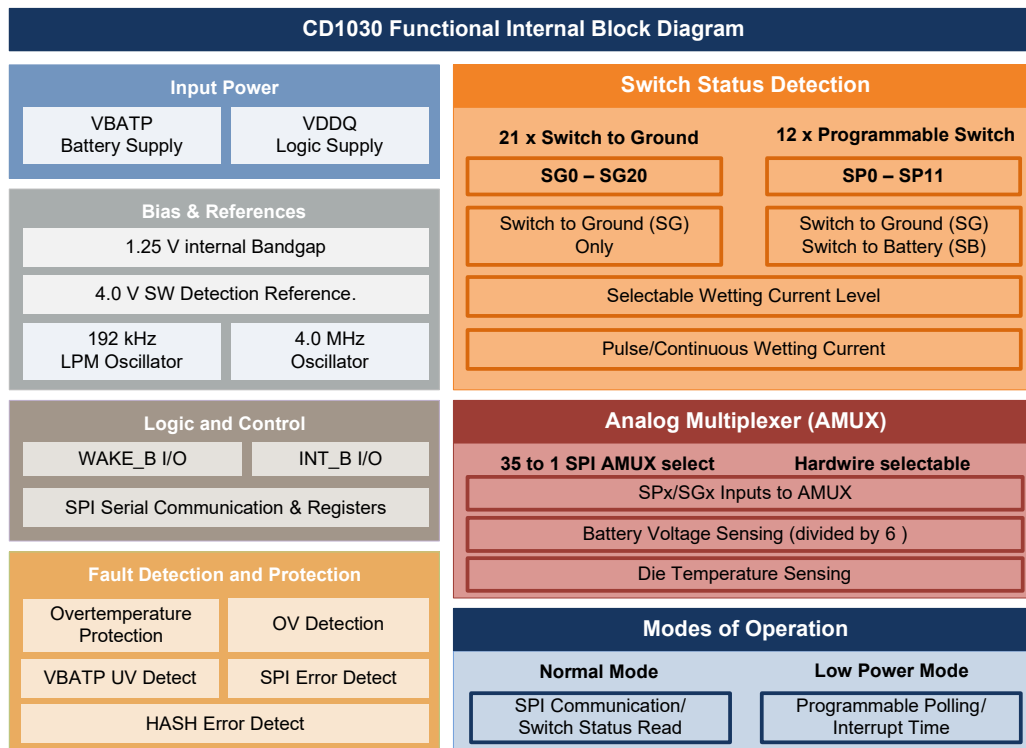 CD1030 Functional Internal Block Diagram
Input Power
VBATP
Battery Supply
VDDQ
Logic Supply
Bias & References
1.25 V internal Bandgap
4.0 V SW Detection Reference.
192 kHz
LPM Oscillator
4.0 MHz
Oscillator
Logic and Control
WAKE_B I/O
INT_B I/O
SPI Serial Communication & Registers
Fault Detection and Protection
Overtemperature
Protection
OV Detection
VBATP UV Detect
SPI Error Detect
HASH Error Detect
Switch Status Detection
21 x Switch to Ground
12 x Programmable Switch
SG0 – SG20
SP0 – SP11
Switch to Ground (SG)
Only
Switch to Ground (SG)
Switch to Battery (SB)
Selectable Wetting Current Level
Pulse/Continuous Wetting Current
Analog Multiplexer (AMUX)
35 to 1 SPI AMUX select
Hardwire selectable
SPx/SGx Inputs to AMUX
Battery Voltage Sensing (divided by 6 )
Die Temperature Sensing
Modes of Operation
Normal Mode
Low Power Mode
SPI Communication/
Switch Status Read
Programmable Polling/
Interrupt Time